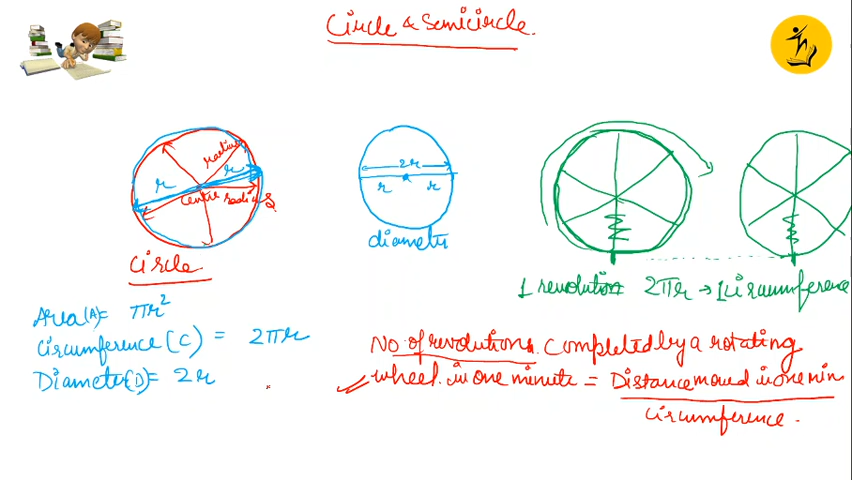 Circle & Semicircle.
radius
r
r
centre
radius
Circle.
2r
r
r
diameter
1 revolution 2πr → 1 circumference
Area(A) = πr²
Circumference (C) = 2πr
Diameter(D) = 2r
No. of revolutions completed by a rotating
wheel in one minute = Distance moved in one min
circumference.